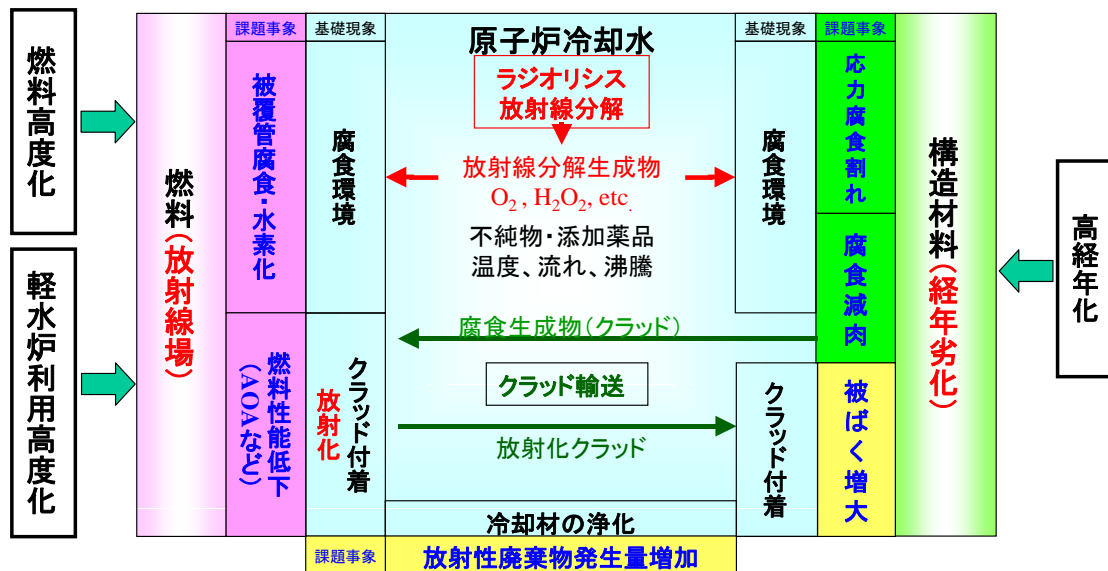 燃料高度化
軽水炉利用高度化
燃料(放射線場)
課題事象
被覆管腐食・水素化
燃料性能低下
(AOAなど)
基礎現象
腐食環境
クラッド付着
放射化
原子炉冷却水
ラジオリシス
放射線分解
放射線分解生成物
O2 , H2O2, etc.
不純物・添加薬品
温度、流れ、沸騰
腐食生成物(クラッド)
クラッド輸送
放射化クラッド
冷却材の浄化
課題事象
放射性廃棄物発生量増加
基礎現象
腐食環境
クラッド付着
課題事象
応力腐食割れ
腐食減肉
被ばく増大
構造材料(経年劣化)
高経年化